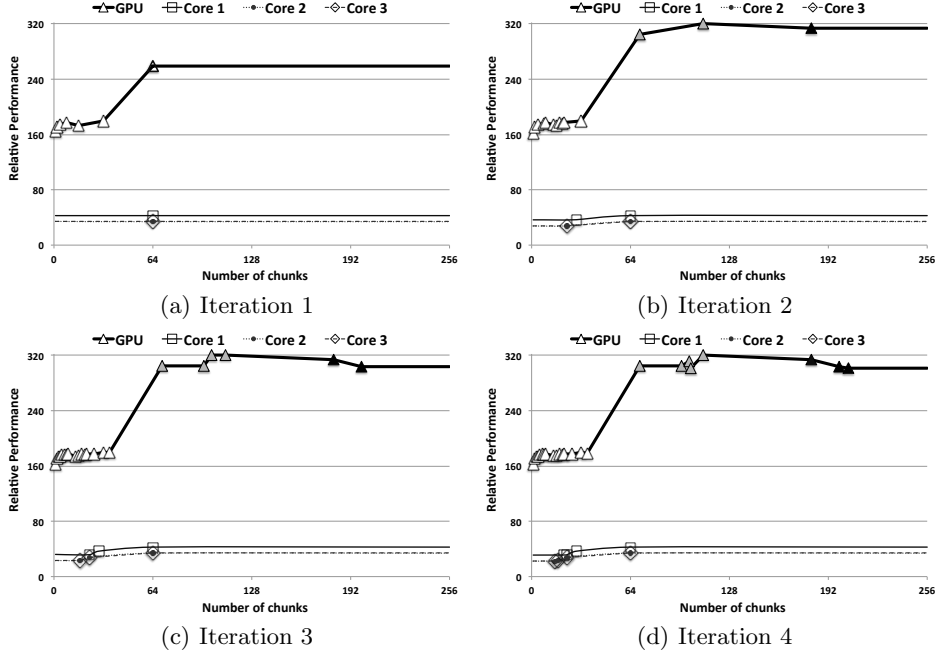 GPU Core 1 Core 2 Core 3
320
240
160
80
0
Relative Performance
0 64 128 192 256
Number of chunks
(a) Iteration 1
GPU Core 1 Core 2 Core 3
320
240
160
80
0
Relative Performance
0 64 128 192 256
Number of chunks
(b) Iteration 2
GPU Core 1 Core 2 Core 3
320
240
160
80
0
Relative Performance
0 64 128 192 256
Number of chunks
(c) Iteration 3
GPU Core 1 Core 2 Core 3
320
240
160
80
0
Relative Performance
0 64 128 192 256
Number of chunks
(d) Iteration 4